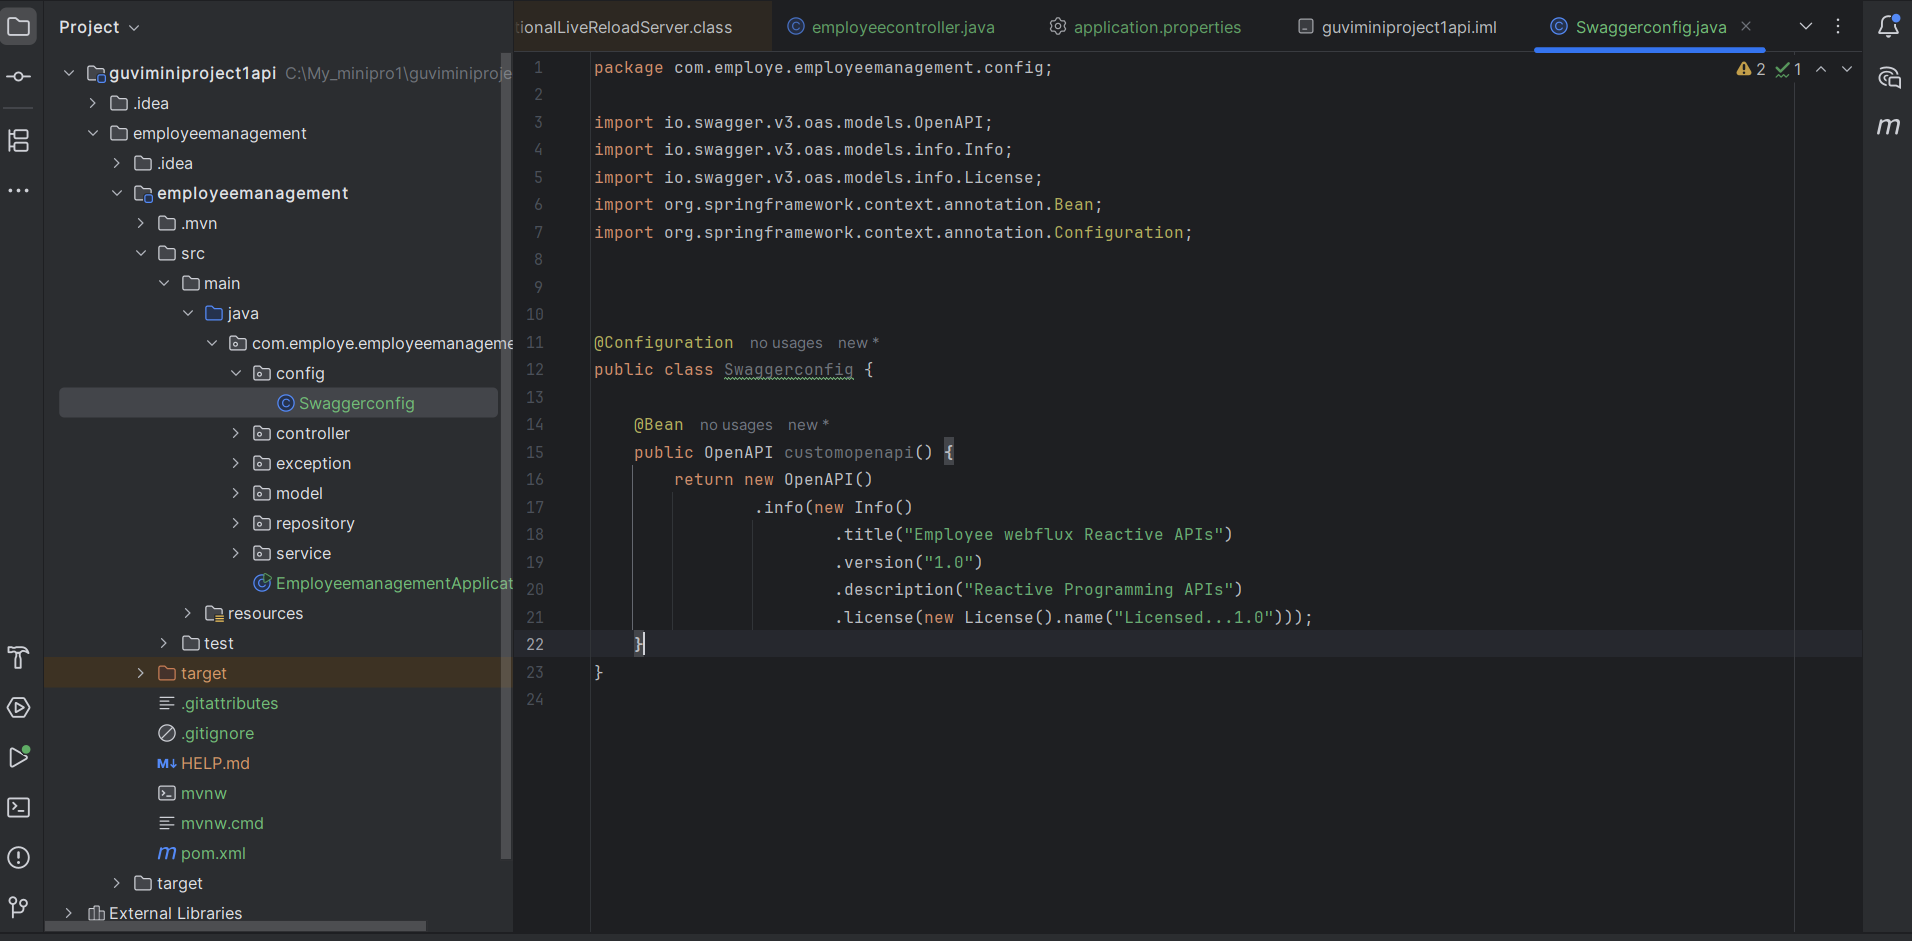 Project
guviminiproject1api C:\My_minipro1\guviminiproje
.idea
employeemanagement
.idea
employeemanagement
.mvn
src
main
java
com.employe.employeemanageme
config
Swaggerconfig
controller
exception
model
repository
service
EmployeemanagementApplicat
resources
test
target
.gitattributes
.gitignore
M↓ HELP.md
mvnw
mvnw.cmd
m pom.xml
target
External Libraries
tionalLiveReloadServer.class
employeecontroller.java
application.properties
guviminiproject1api.iml
Swaggerconfig.java
2 1
1 package com.employe.employeemanagement.config;
2
3 import io.swagger.v3.oas.models.OpenAPI;
4 import io.swagger.v3.oas.models.info.Info;
5 import io.swagger.v3.oas.models.info.License;
6 import org.springframework.context.annotation.Bean;
7 import org.springframework.context.annotation.Configuration;
8
9
10
11 @Configuration no usages new *
12 public class Swaggerconfig {
13
14 @Bean no usages new *
15 public OpenAPI customopenapi() {
16 return new OpenAPI()
17 .info(new Info()
18 .title("Employee webflux Reactive APIs")
19 .version("1.0")
20 .description("Reactive Programming APIs")
21 .license(new License().name("Licensed...1.0")));
22 }
23 }
24
m